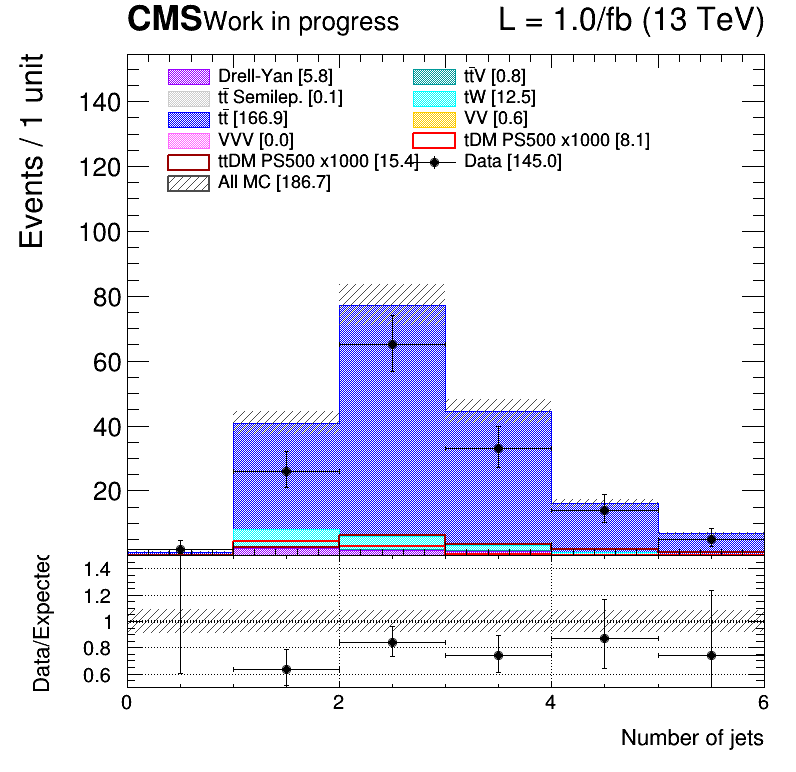 CMS Work in progress L = 1.0/fb (13 TeV)
Drell-Yan [5.8] tt̄V [0.8]
tt̄ Semilep. [0.1] tW [12.5]
tt̄ [166.9] VV [0.6]
VVV [0.0] tDM PS500 x1000 [8.1]
ttDM PS500 x1000 [15.4] Data [145.0]
All MC [186.7]
Events / 1 unit
140
120
100
80
60
40
20
Data/Expected
1.4
1.2
1
0.8
0.6
0 2 4 6
Number of jets